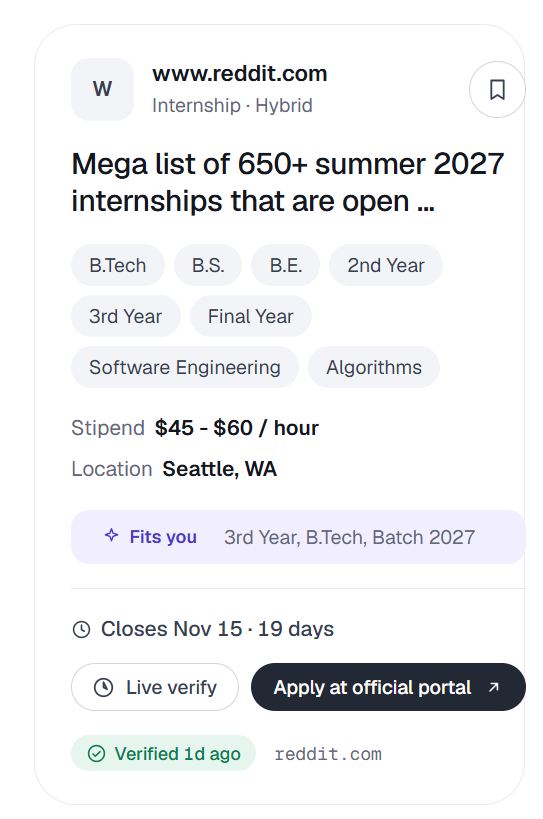 W
www.reddit.com
Internship · Hybrid
Mega list of 650+ summer 2027
internships that are open ...
B.Tech B.S. B.E. 2nd Year
3rd Year Final Year
Software Engineering Algorithms
Stipend $45 - $60 / hour
Location Seattle, WA
Fits you 3rd Year, B.Tech, Batch 2027
Closes Nov 15 · 19 days
Live verify Apply at official portal
Verified 1d ago reddit.com